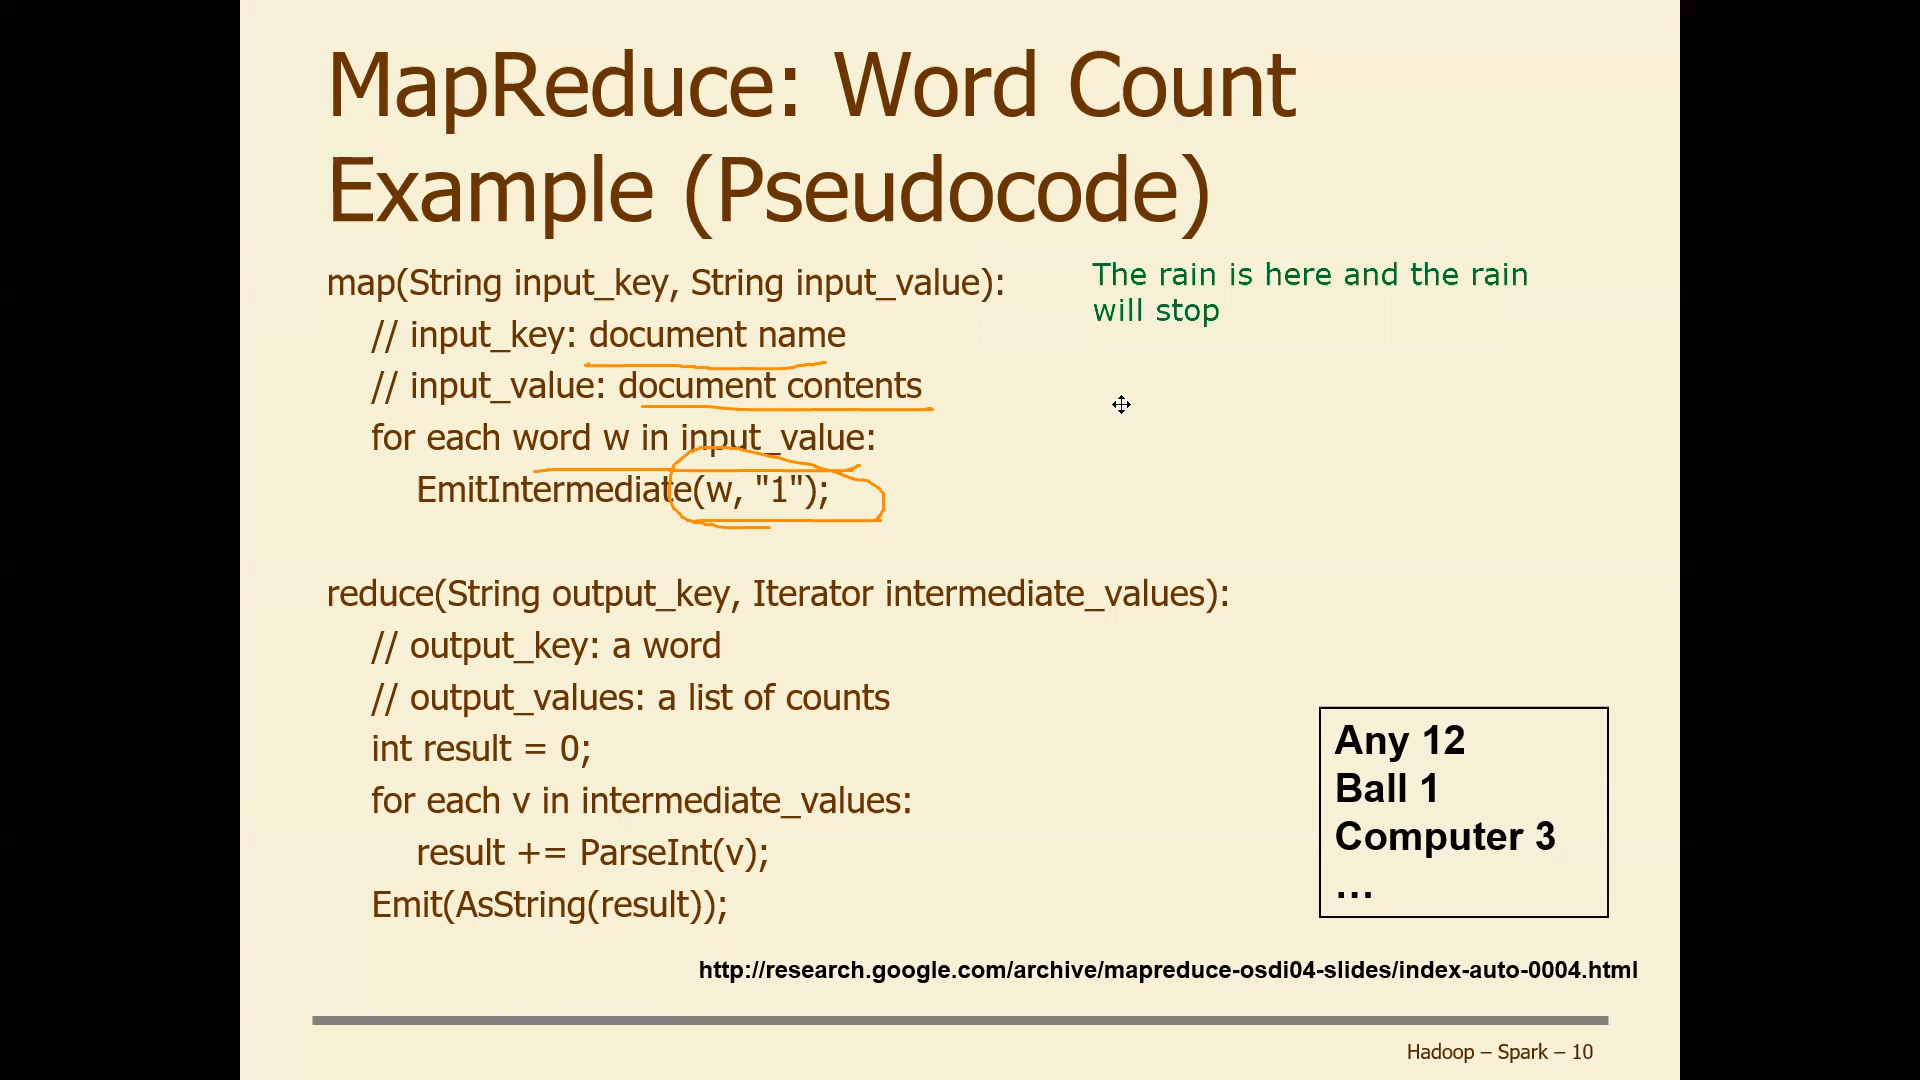 MapReduce: Word Count
Example (Pseudocode)
map(String input_key, String input_value):
// input_key: document name
// input_value: document contents
for each word w in input_value:
EmitIntermediate(w, "1");
The rain is here and the rain
will stop
reduce(String output_key, Iterator intermediate_values):
// output_key: a word
// output_values: a list of counts
int result = 0;
for each v in intermediate_values:
result += ParseInt(v);
Emit(AsString(result));
Any 12
Ball 1
Computer 3
…
http://research.google.com/archive/mapreduce-osdi04-slides/index-auto-0004.html
Hadoop – Spark – 10